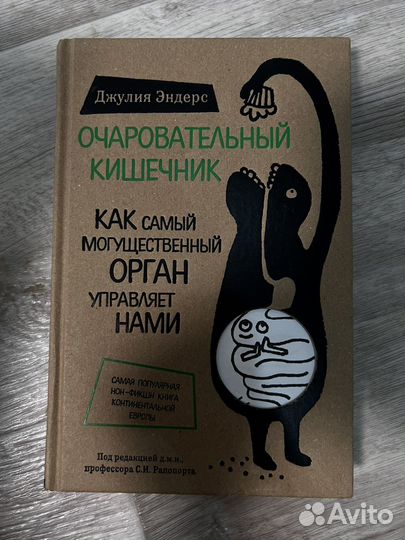 Джулия Эндерс
ОЧАРОВАТЕЛЬНЫЙ
КИШЕЧНИК
КАК САМЫЙ
МОГУЩЕСТВЕННЫЙ
ОРГАН
УПРАВЛЯЕТ
НАМИ
САМАЯ ПОПУЛЯРНАЯ
НОН-ФИКШН КНИГА
КОНТИНЕНТАЛЬНОЙ
ЕВРОПЫ
Под редакцией д.м.н.,
профессора С.И. Рапопорта
Avito